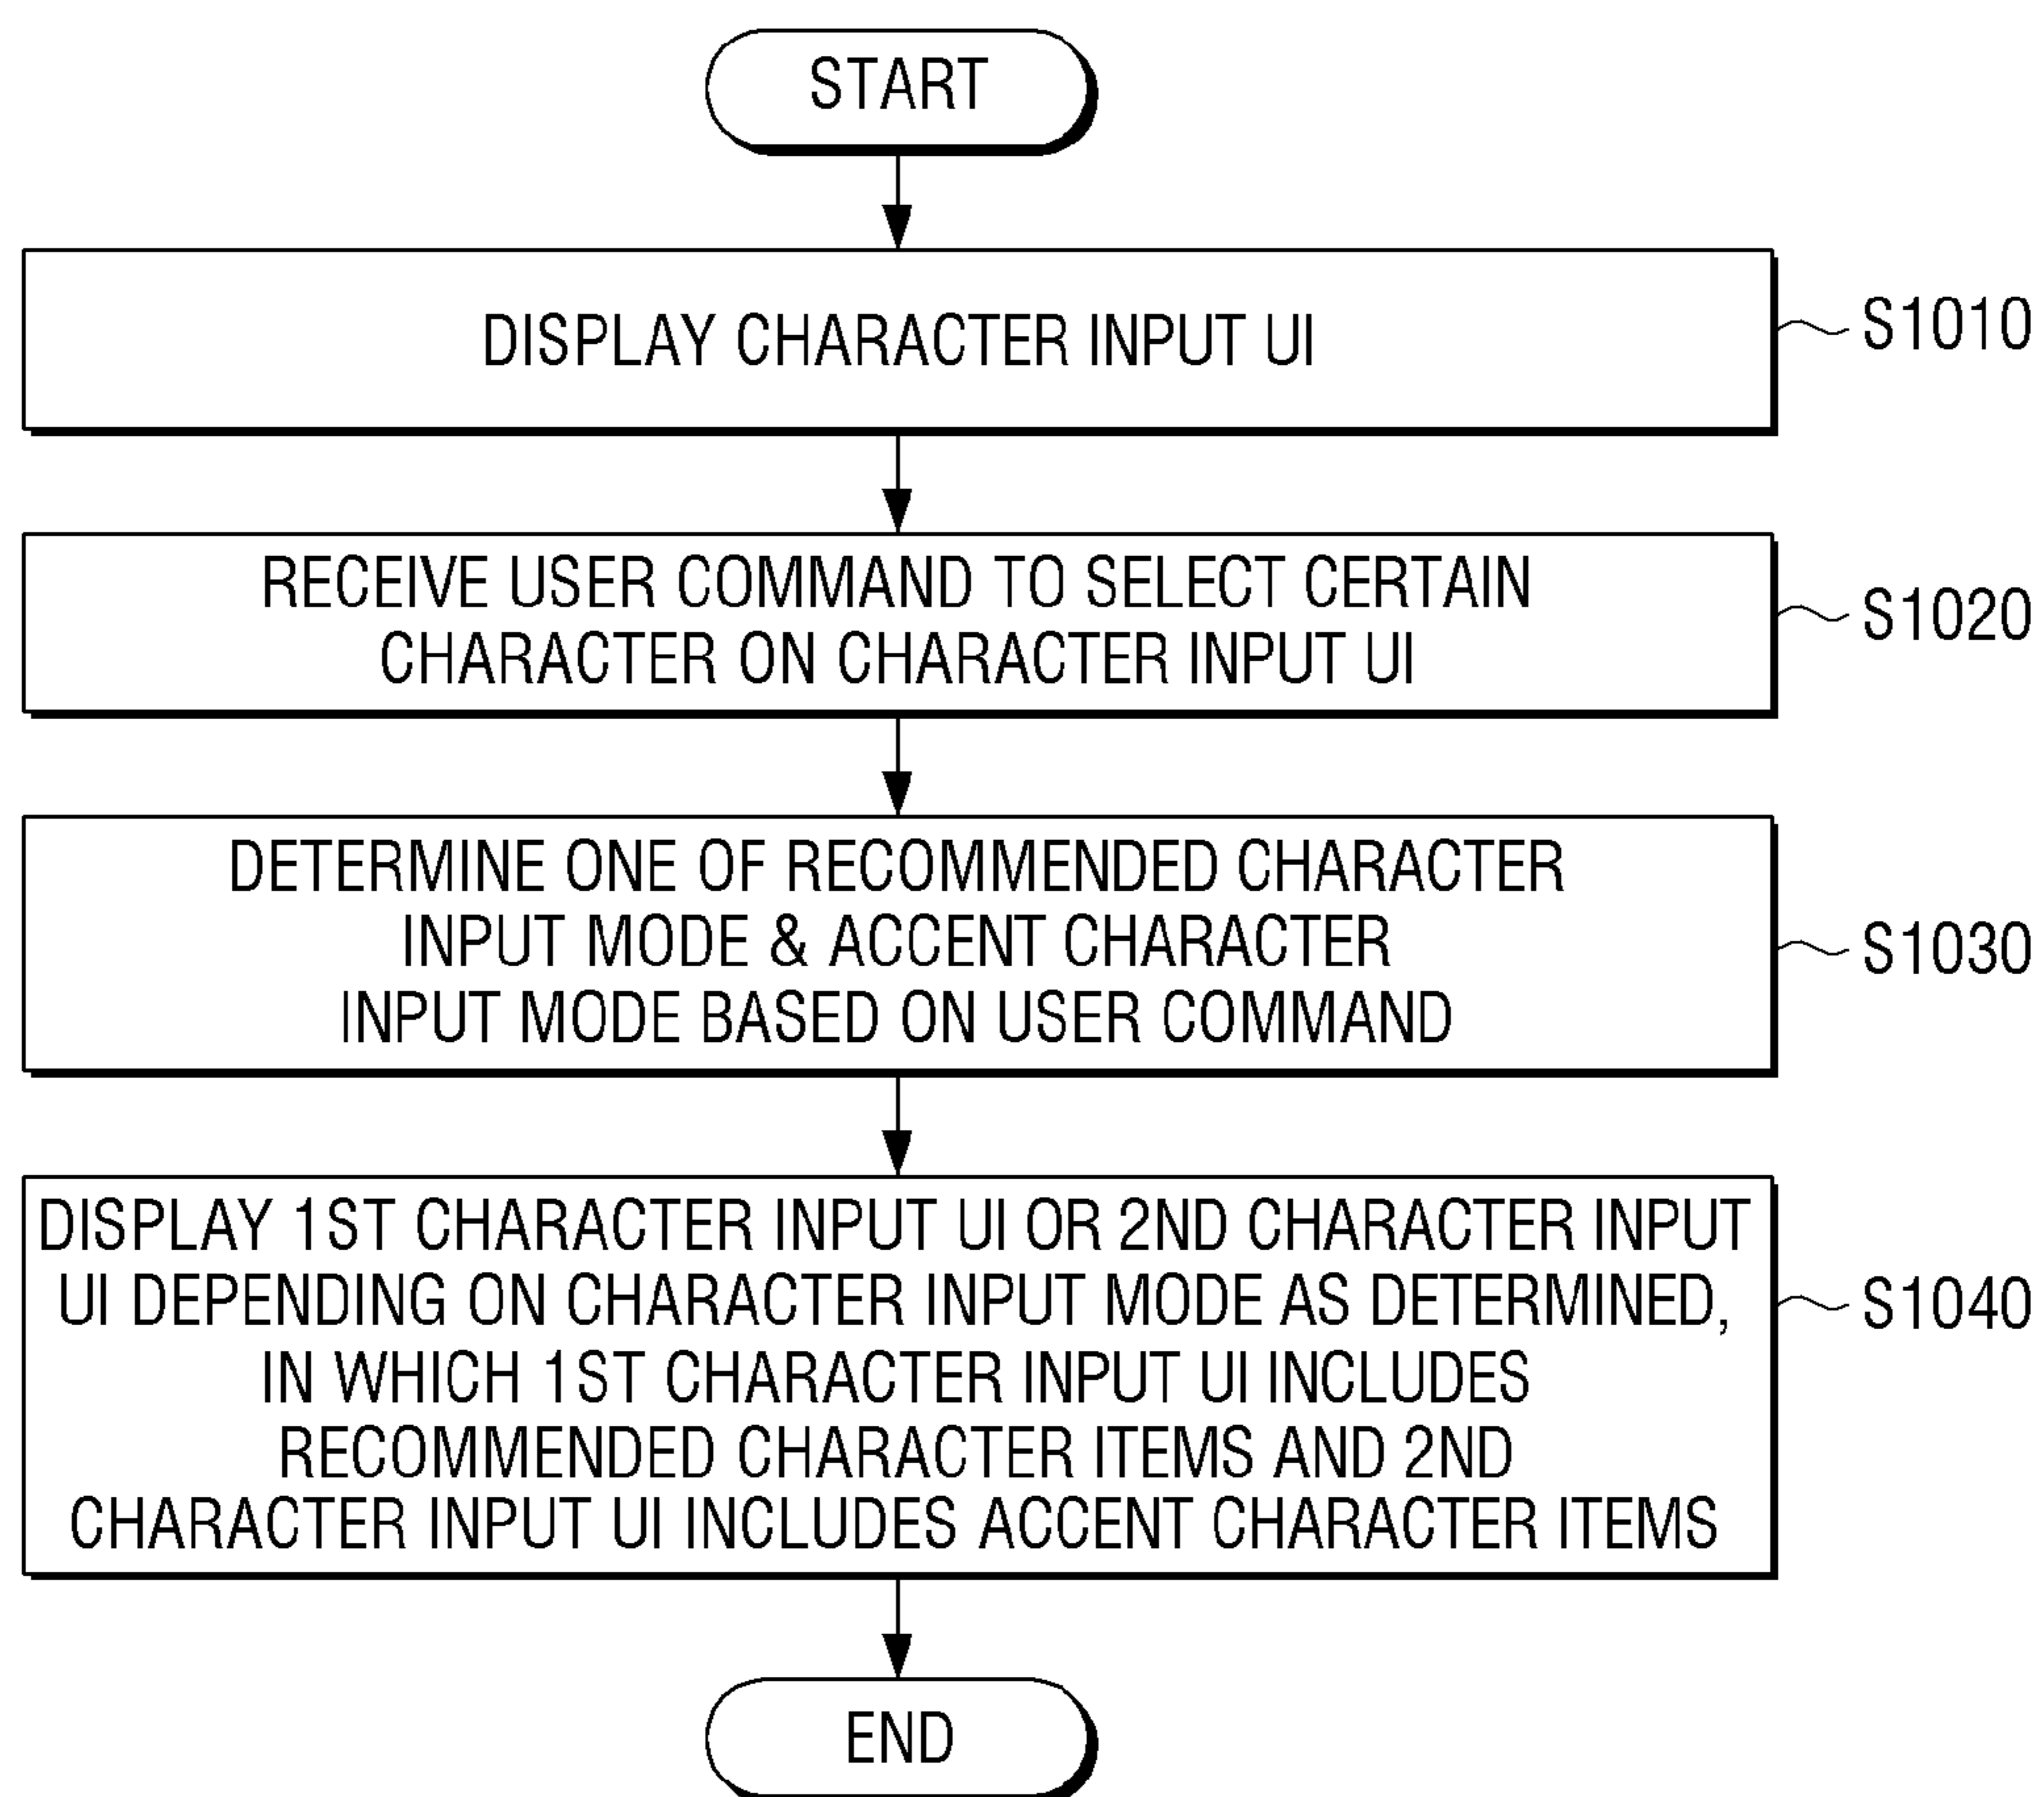 START
DISPLAY CHARACTER INPUT UI
S1010
RECEIVE USER COMMAND TO SELECT CERTAIN
CHARACTER ON CHARACTER INPUT UI
S1020
DETERMINE ONE OF RECOMMENDED CHARACTER
INPUT MODE & ACCENT CHARACTER
INPUT MODE BASED ON USER COMMAND
S1030
DISPLAY 1ST CHARACTER INPUT UI OR 2ND CHARACTER INPUT
UI DEPENDING ON CHARACTER INPUT MODE AS DETERMINED,
IN WHICH 1ST CHARACTER INPUT UI INCLUDES
RECOMMENDED CHARACTER ITEMS AND 2ND
CHARACTER INPUT UI INCLUDES ACCENT CHARACTER ITEMS
S1040
END